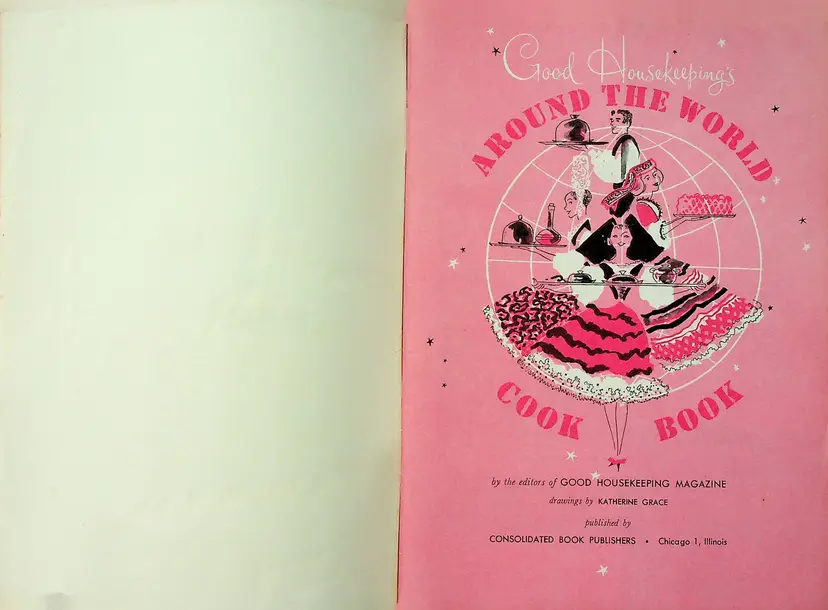 Good Housekeeping's
AROUND THE WORLD
COOK BOOK
by the editors of GOOD HOUSEKEEPING MAGAZINE
drawings by KATHERINE GRACE
published by
CONSOLIDATED BOOK PUBLISHERS • Chicago 1, Illinois